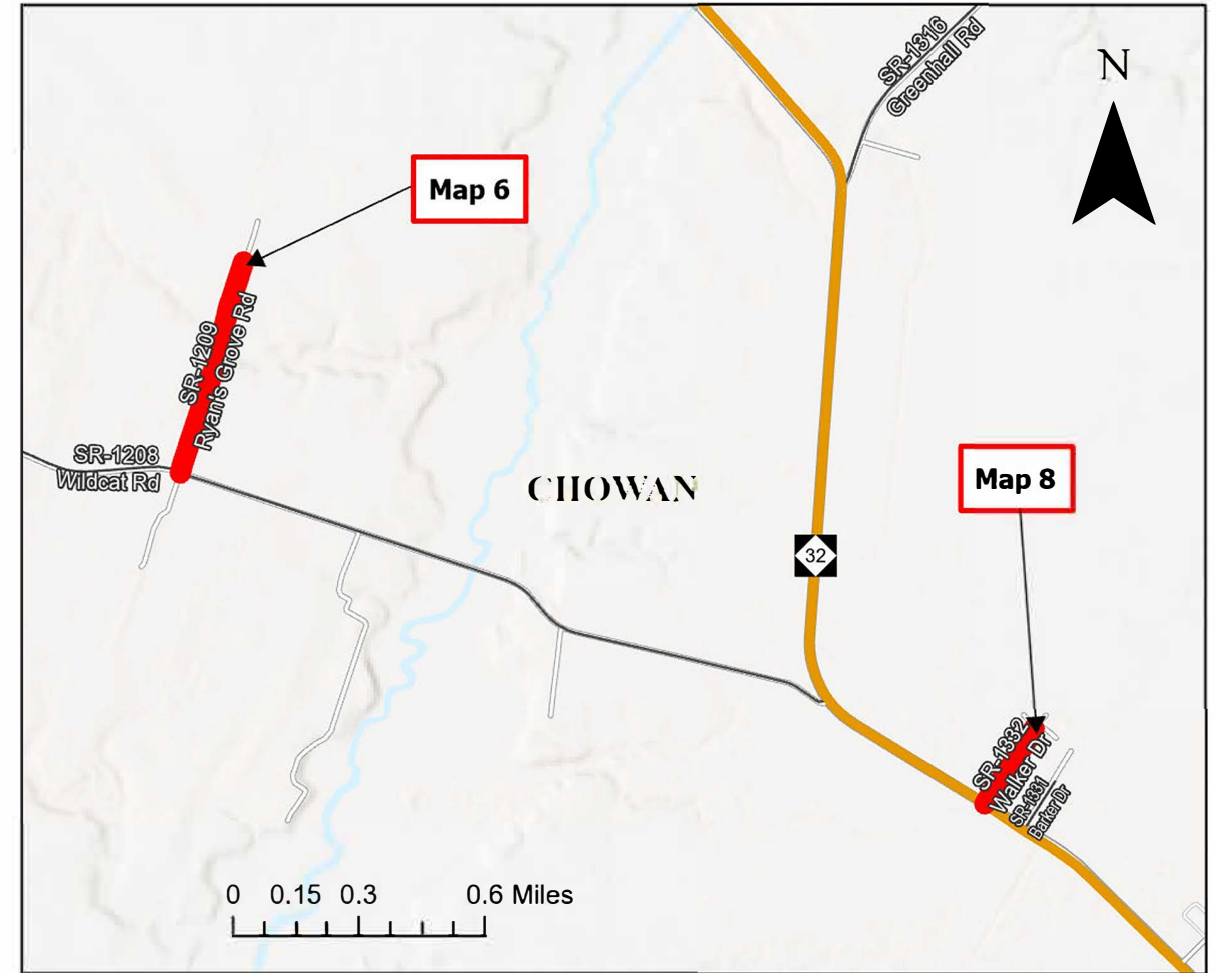 SR-1316
Greenhall Rd
N
Map 6
SR-1209
Ryan's Grove Rd
SR-1208
Wildcat Rd
CHOWAN
Map 8
32
SR-1332
Walker Dr
SR-1331
Barker Dr
0 0.15 0.3 0.6 Miles